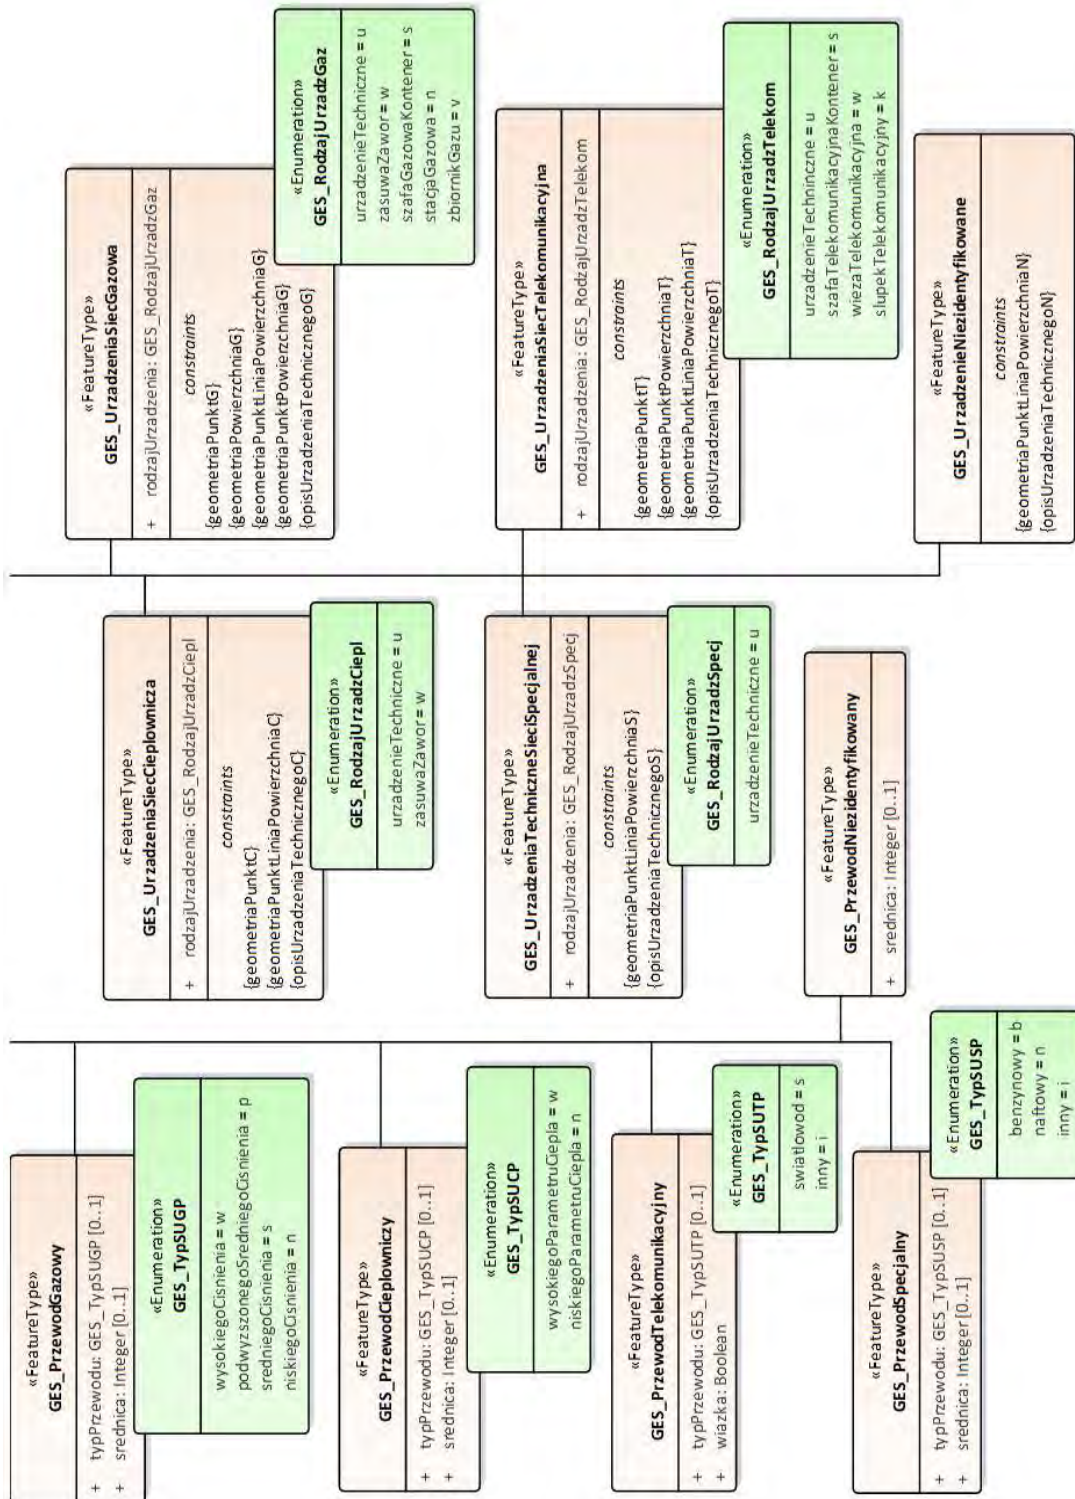 «FeatureType»
GES_PrzewodGazowy
+ typPrzewodu: GES_TypSUGP [0..1]
+ srednica: Integer [0..1]
«Enumeration»
GES_TypSUGP
wysokiegoCisnienia = w
podwyzszonegoSredniegoCisnienia = p
sredniegoCisnienia = s
niskiegoCisnienia = n
«FeatureType»
GES_UrzadzeniaSiecCieplownicza
+ rodzajUrzadzenia: GES_RodzajUrzadzCiepl
constraints
{geometriaPunktC}
{geometriaPunktLiniaPowierzchniaC}
{opisUrzadzeniaTechnicznegoC}
«Enumeration»
GES_RodzajUrzadzCiepl
urzadzenieTechniczne = u
zasuwaZawor = w
«FeatureType»
GES_UrzadzeniaSiecGazowa
+ rodzajUrzadzenia: GES_RodzajUrzadzGaz
constraints
{geometriaPunktG}
{geometriaPowierzchniaG}
{geometriaPunktLiniaPowierzchniaG}
{geometriaPunktPowierzchniaG}
{opisUrzadzeniaTechnicznegoG}
«Enumeration»
GES_RodzajUrzadzGaz
urzadzenieTechniczne = u
zasuwaZawor = w
szafaGazowaKontener = s
stacjaGazowa = n
zbiornikGazu = v
«FeatureType»
GES_PrzewodCieplowniczy
+ typPrzewodu: GES_TypSUCP [0..1]
+ srednica: Integer [0..1]
«Enumeration»
GES_TypSUCP
wysokiegoParametruCiepla = w
niskiegoParametruCiepla = n
«FeatureType»
GES_UrzadzeniaTechniczneSieciSpecjalnej
+ rodzajUrzadzenia: GES_RodzajUrzadzSpecj
constraints
{geometriaPunktLiniaPowierzchniaS}
{opisUrzadzeniaTechnicznegoS}
«Enumeration»
GES_RodzajUrzadzSpecj
urzadzenieTechniczne = u
«FeatureType»
GES_UrzadzeniaSiecTelekomunikacyjna
+ rodzajUrzadzenia: GES_RodzajUrzadzTelekom
constraints
{geometriaPunktT}
{geometriaPunktPowierzchniaT}
{geometriaPunktLiniaPowierzchniaT}
{opisUrzadzeniaTechnicznegoT}
«Enumeration»
GES_RodzajUrzadzTelekom
urzadzenieTechninczne = u
szafaTelekomunikacyjnaKontener = s
wiezaTelekomunikacyjna = w
slupekTelekomunikacyjny = k
«FeatureType»
GES_PrzewodTelekomunikacyjny
+ typPrzewodu: GES_TypSUTP [0..1]
+ wiazka: Boolean
«Enumeration»
GES_TypSUTP
swiatlowod = s
inny = i
«FeatureType»
GES_PrzewodNiezidentyfikowany
+ srednica: Integer [0..1]
«FeatureType»
GES_UrzadzenieNiezidentyfikowane
constraints
{geometriaPunktLiniaPowierzchniaN}
{opisUrzadzeniaTechnicznegoN}
«FeatureType»
GES_PrzewodSpecjalny
+ typPrzewodu: GES_TypSUSP [0..1]
+ srednica: Integer [0..1]
«Enumeration»
GES_TypSUSP
benzynowy = b
naftowy = n
inny = i